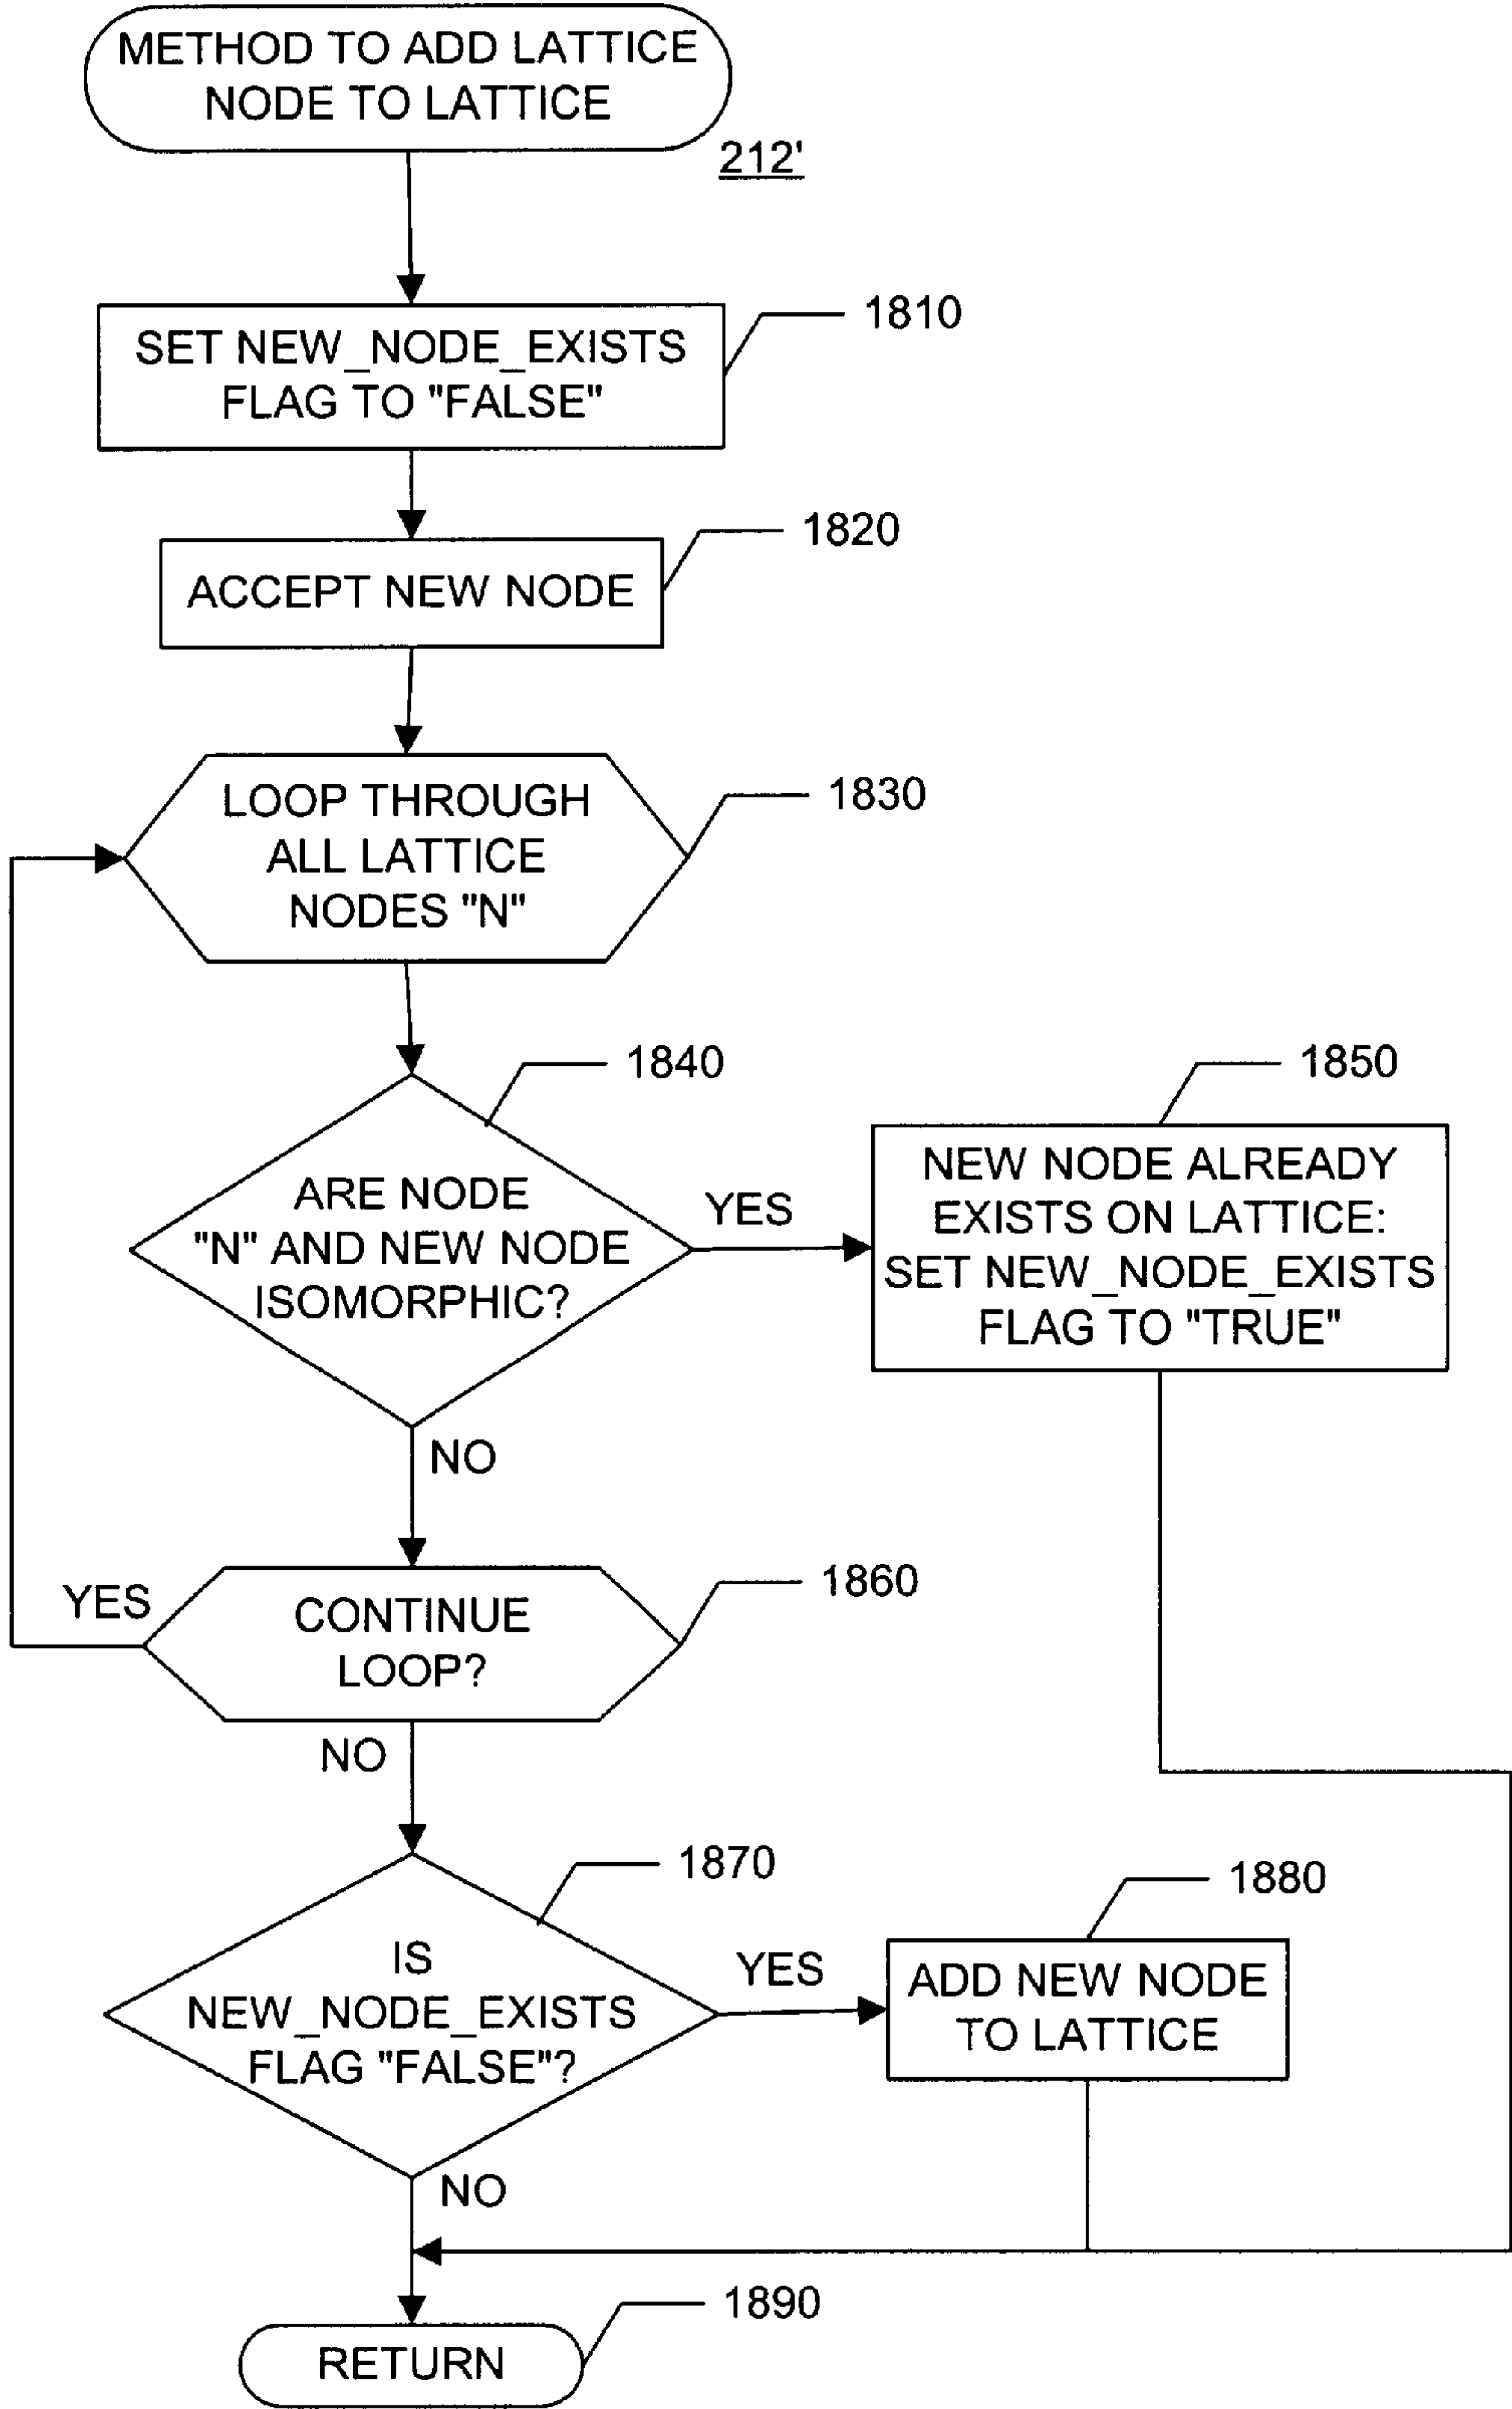 METHOD TO ADD LATTICE
NODE TO LATTICE
212'
1810
SET NEW_NODE_EXISTS
FLAG TO "FALSE"
1820
ACCEPT NEW NODE
1830
LOOP THROUGH
ALL LATTICE
NODES "N"
1840
ARE NODE
"N" AND NEW NODE
ISOMORPHIC?
YES
1850
NEW NODE ALREADY
EXISTS ON LATTICE:
SET NEW_NODE_EXISTS
FLAG TO "TRUE"
NO
1860
YES
CONTINUE
LOOP?
NO
1870
IS
NEW_NODE_EXISTS
FLAG "FALSE"?
YES
1880
ADD NEW NODE
TO LATTICE
NO
1890
RETURN